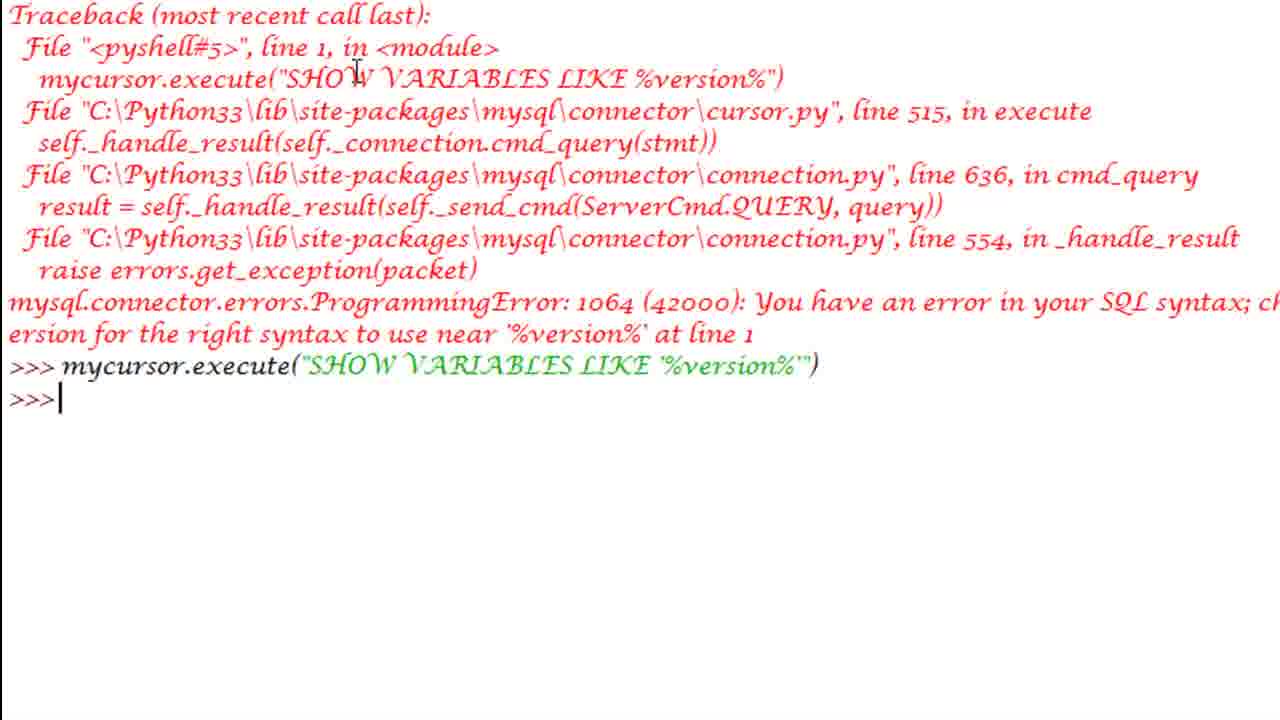 Traceback (most recent call last):
File "<pyshell#5>", line 1, in <module>
mycursor.execute("SHOW VARIABLES LIKE %version%")
File "C:\Python33\lib\site-packages\mysql\connector\cursor.py", line 515, in execute
self._handle_result(self._connection.cmd_query(stmt))
File "C:\Python33\lib\site-packages\mysql\connector\connection.py", line 636, in cmd_query
result = self._handle_result(self._send_cmd(ServerCmd.QUERY, query))
File "C:\Python33\lib\site-packages\mysql\connector\connection.py", line 554, in _handle_result
raise errors.get_exception(packet)
mysql.connector.errors.ProgrammingError: 1064 (42000): You have an error in your SQL syntax; ch
ersion for the right syntax to use near '%version%' at line 1
>>> mycursor.execute("SHOW VARIABLES LIKE '%version%'")
>>>